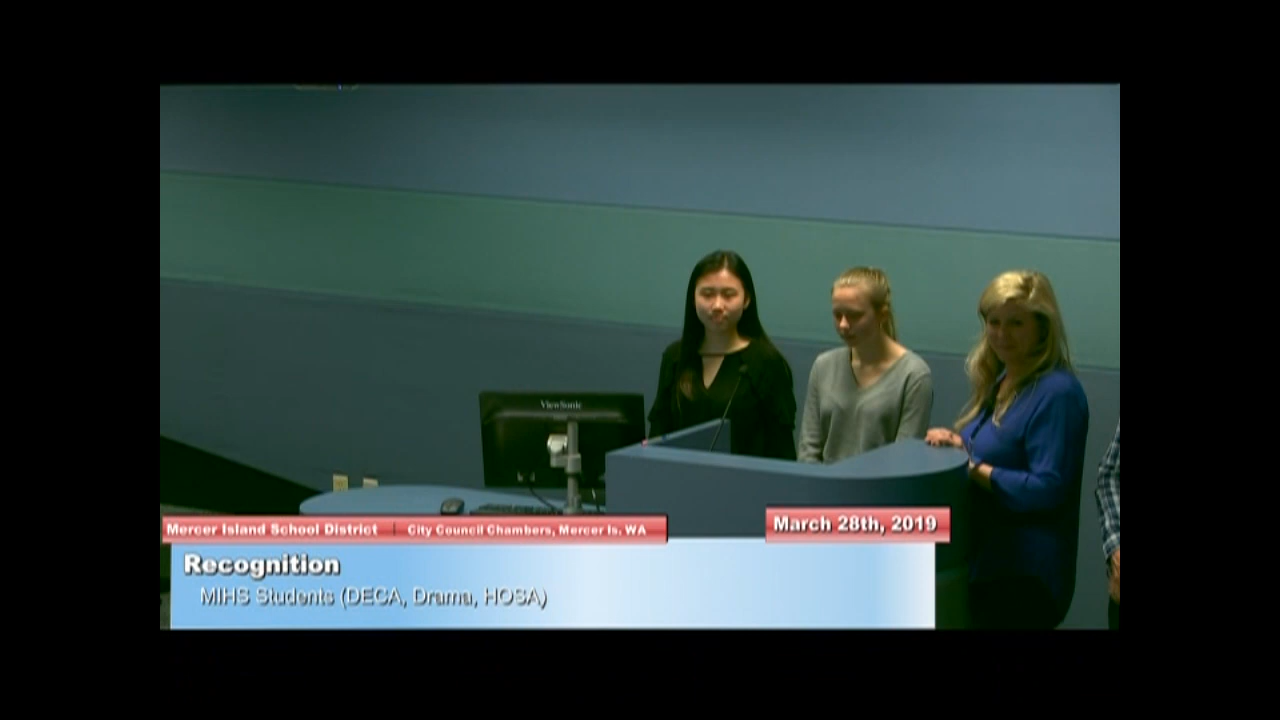 ViewSonic
Mercer Island School District | City Council Chambers, Mercer Is, WA
March 28th, 2019
Recognition
MIHS Students (DECA, Drama, HOSA)